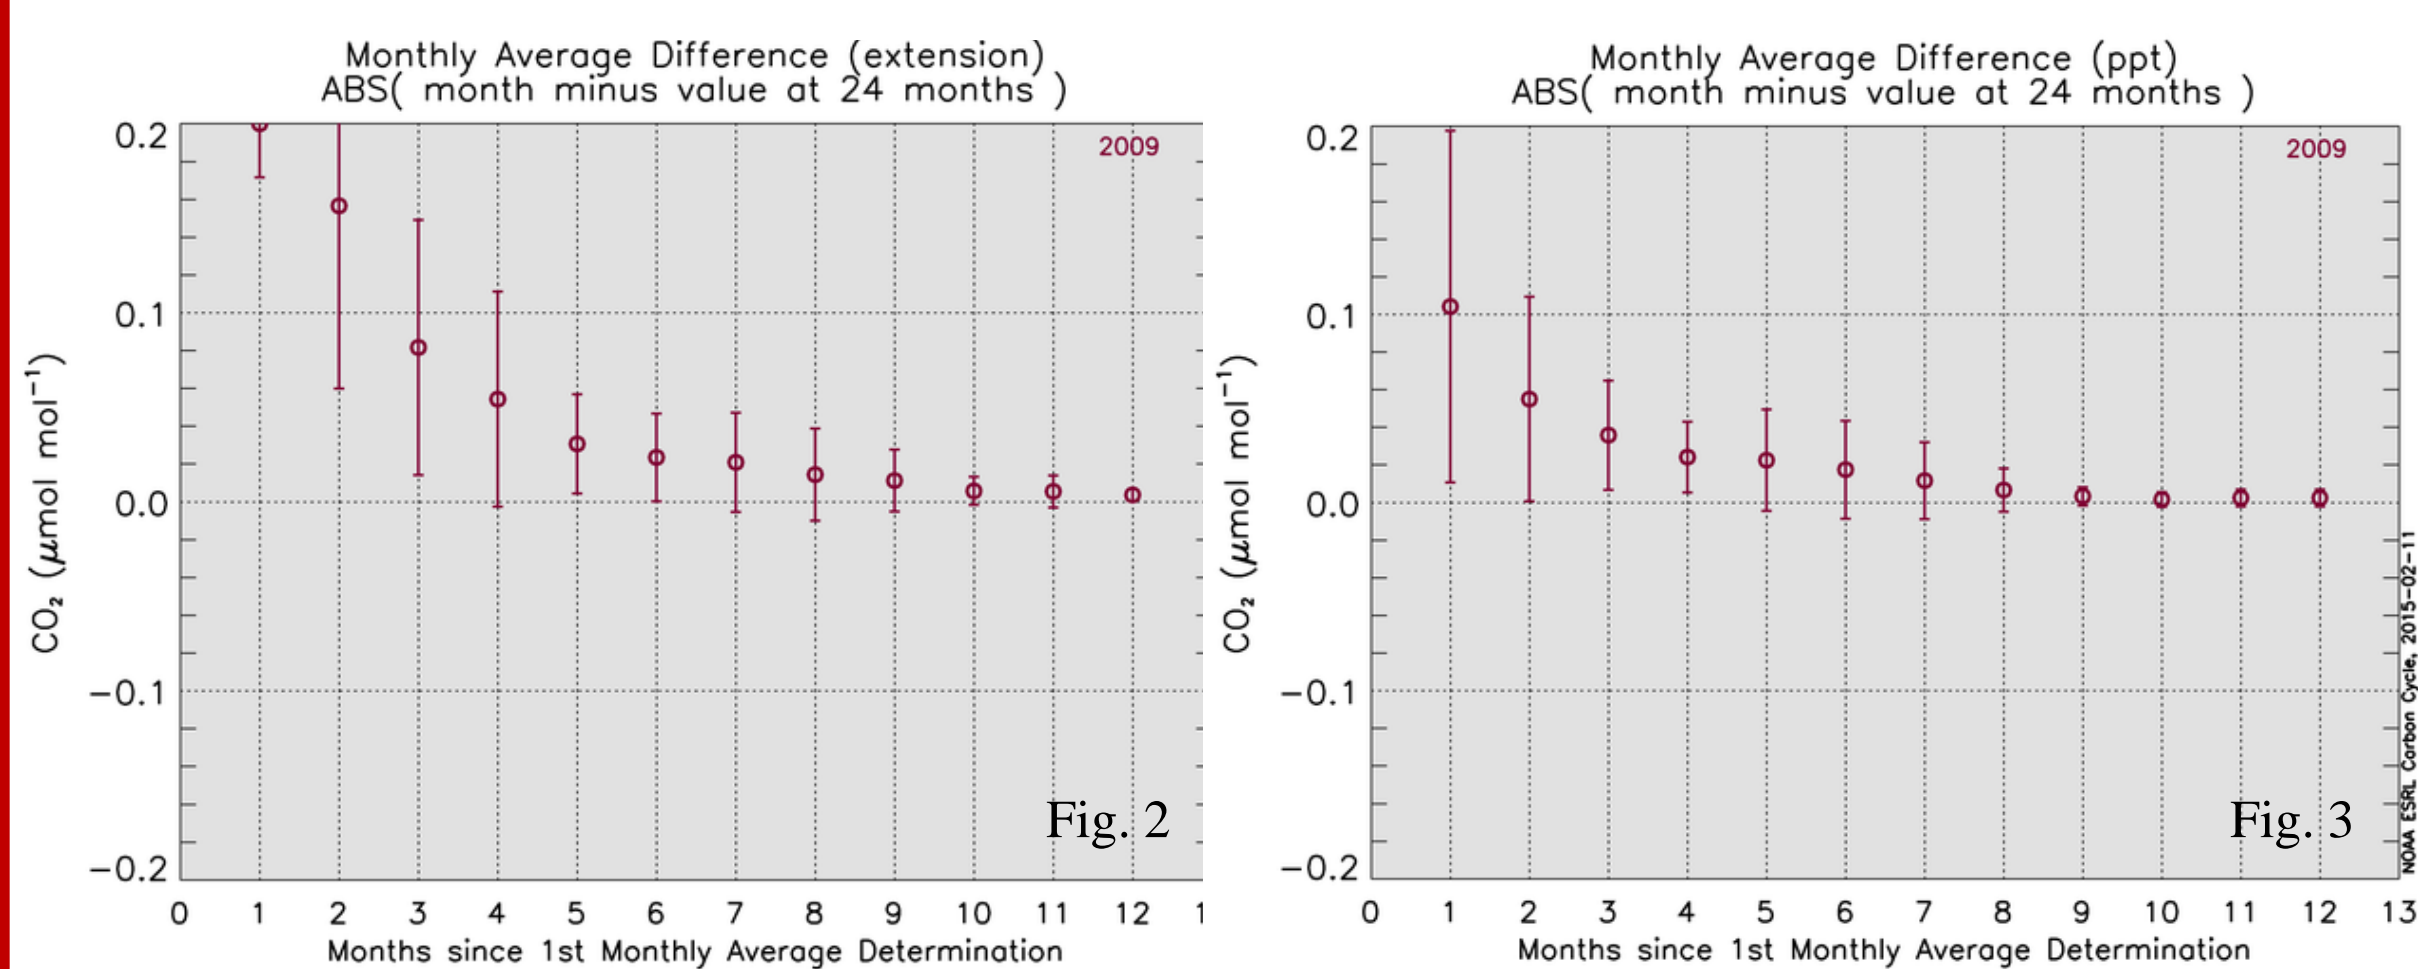 Monthly Average Difference (extension)
ABS( month minus value at 24 months )
2009
0.2
0.1
0.0
−0.1
−0.2
CO₂ (μmol mol⁻¹)
Fig. 2
0 1 2 3 4 5 6 7 8 9 10 11 12 1
Months since 1st Monthly Average Determination
Monthly Average Difference (ppt)
ABS( month minus value at 24 months )
2009
0.2
0.1
0.0
−0.1
−0.2
CO₂ (μmol mol⁻¹)
Fig. 3
0 1 2 3 4 5 6 7 8 9 10 11 12 13
Months since 1st Monthly Average Determination
NOAA ESRL Carbon Cycle, 2015-02-11